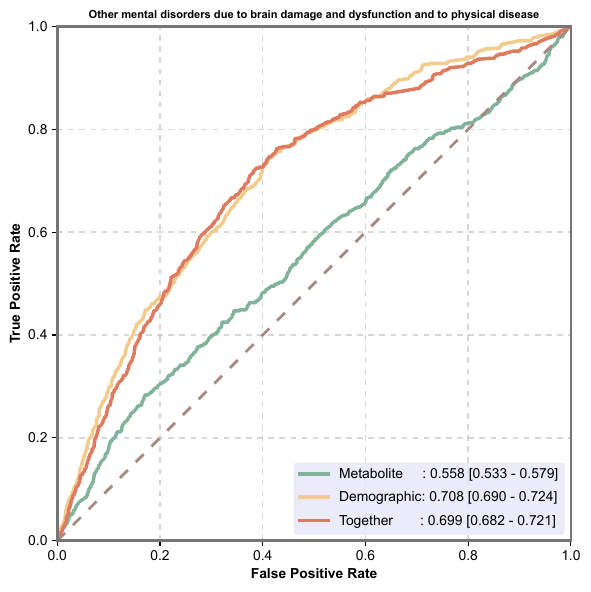 Other mental disorders due to brain damage and dysfunction and to physical disease
1.0
0.8
0.6
0.4
0.2
0.0
True Positive Rate
Metabolite : 0.558 [0.533 - 0.579]
Demographic: 0.708 [0.690 - 0.724]
Together : 0.699 [0.682 - 0.721]
0.0 0.2 0.4 0.6 0.8 1.0
False Positive Rate